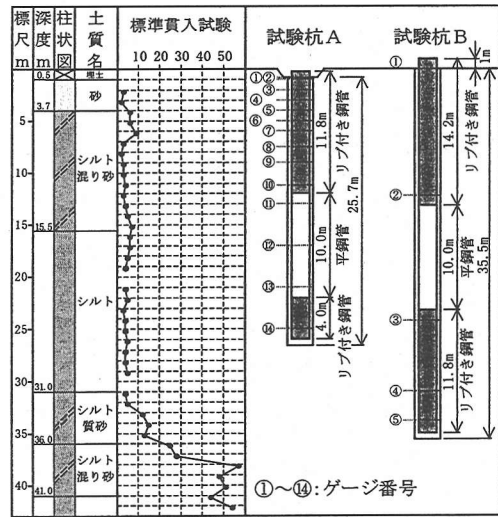 標尺m
深度m
柱状図
土質名
標準貫入試験
10 20 30 40 50
0.5
埋土
砂
3.7
5
シルト混り砂
10
15
15.5
20
シルト
25
30
31.0
シルト質砂
35
36.0
シルト混り砂
40
41.0
試験杭A
①②
③
④
⑤
⑥
⑦
⑧
⑨
⑩
⑪
⑫
⑬
⑭
11.8m
リブ付き鋼管
10.0m
平鋼管
4.0m
リブ付き鋼管
25.7m
試験杭B
①
1m
②
③
④
⑤
14.2m
リブ付き鋼管
10.0m
平鋼管
11.8m
リブ付き鋼管
35.5m
①～⑭:ゲージ番号